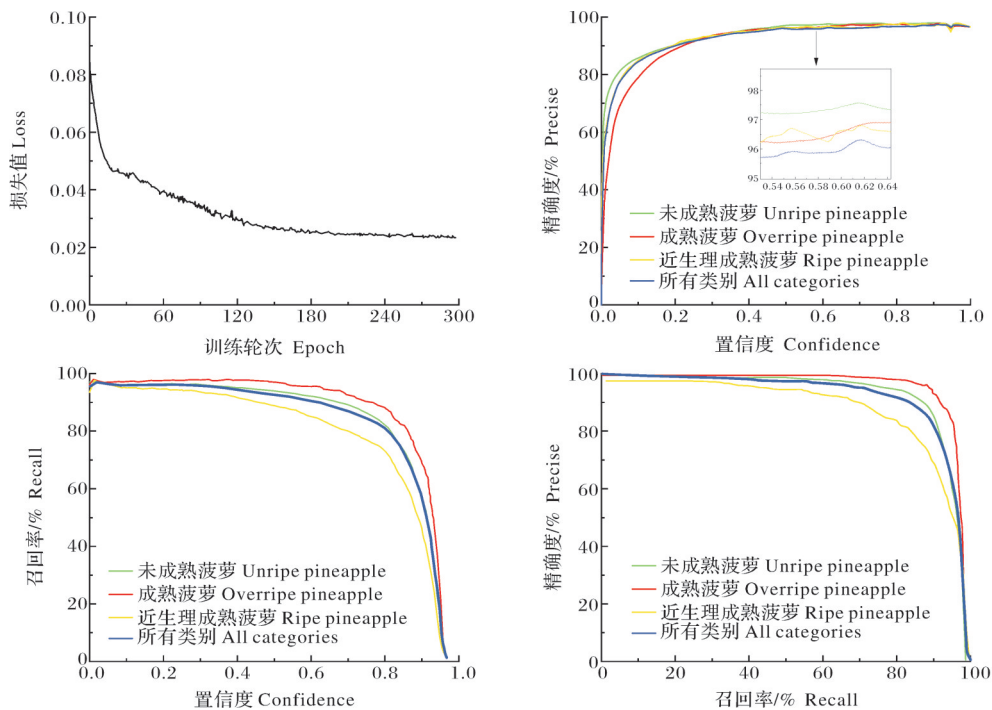 0.10
0.08
0.06
0.04
0.02
0.00
损失值 Loss
0
60
120
180
240
300
训练轮次 Epoch
100
80
60
40
20
0
精确度/% Precise
98
97
96
95
0.54
0.56
0.58
0.60
0.62
0.64
未成熟菠萝 Unripe pineapple
成熟菠萝 Overripe pineapple
近生理成熟菠萝 Ripe pineapple
所有类别 All categories
0.0
0.2
0.4
0.6
0.8
1.0
置信度 Confidence
100
80
60
40
20
0
召回率/% Recall
未成熟菠萝 Unripe pineapple
成熟菠萝 Overripe pineapple
近生理成熟菠萝 Ripe pineapple
所有类别 All categories
0.0
0.2
0.4
0.6
0.8
1.0
置信度 Confidence
100
80
60
40
20
0
精确度/% Precise
未成熟菠萝 Unripe pineapple
成熟菠萝 Overripe pineapple
近生理成熟菠萝 Ripe pineapple
所有类别 All categories
0
20
40
60
80
100
召回率/% Recall